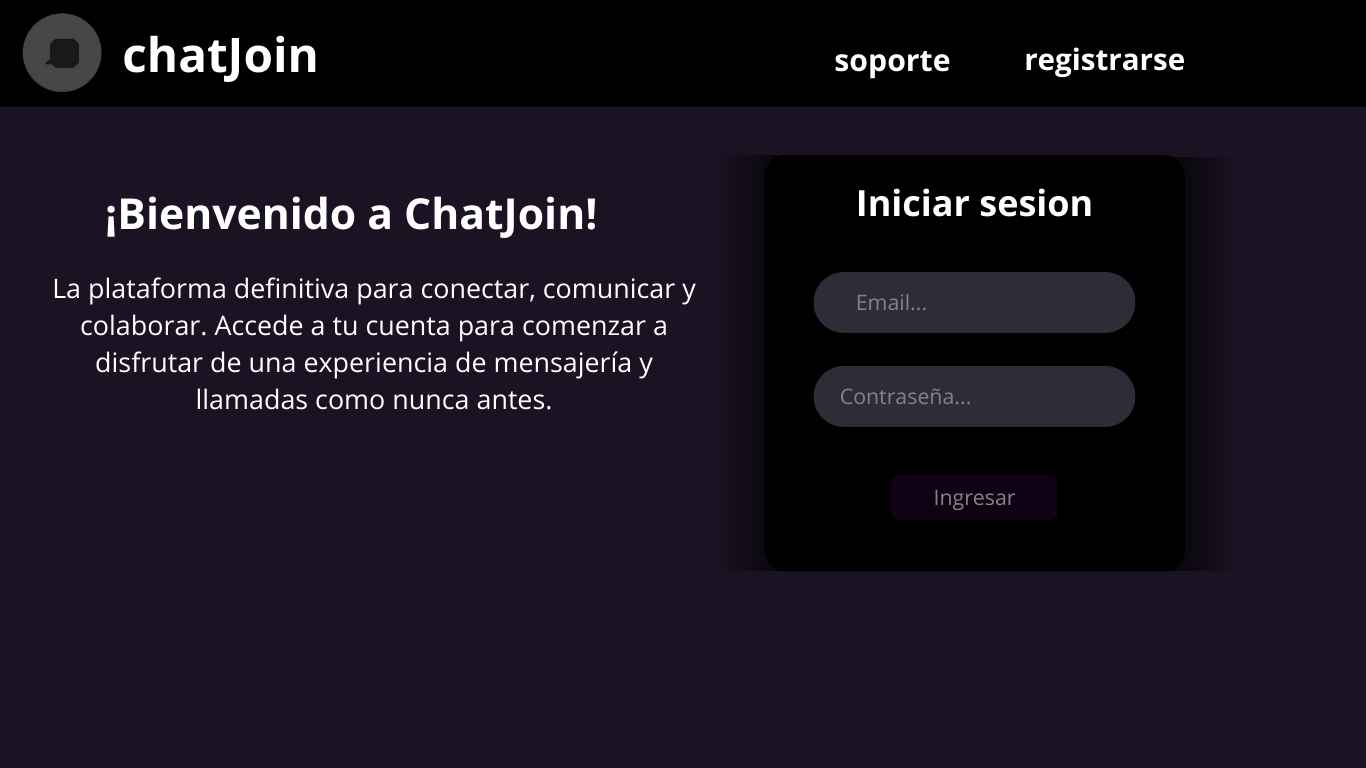 chatJoin
soporte
registrarse
¡Bienvenido a ChatJoin!
La plataforma definitiva para conectar, comunicar y
colaborar. Accede a tu cuenta para comenzar a
disfrutar de una experiencia de mensajería y
llamadas como nunca antes.
Iniciar sesion
Email...
Contraseña...
Ingresar